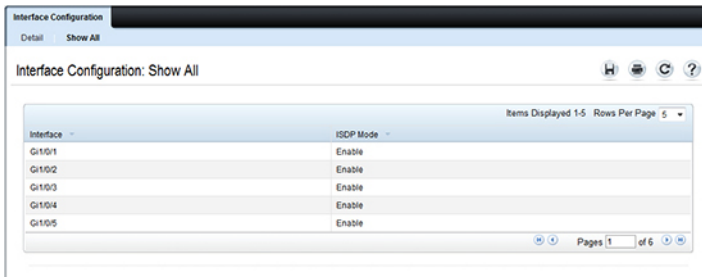 Interface Configuration
Detail Show All
Interface Configuration: Show All
Items Displayed 1-5 Rows Per Page 5
Interface ISDP Mode
Gi1/0/1 Enable
Gi1/0/2 Enable
Gi1/0/3 Enable
Gi1/0/4 Enable
Gi1/0/5 Enable
Pages 1 of 6